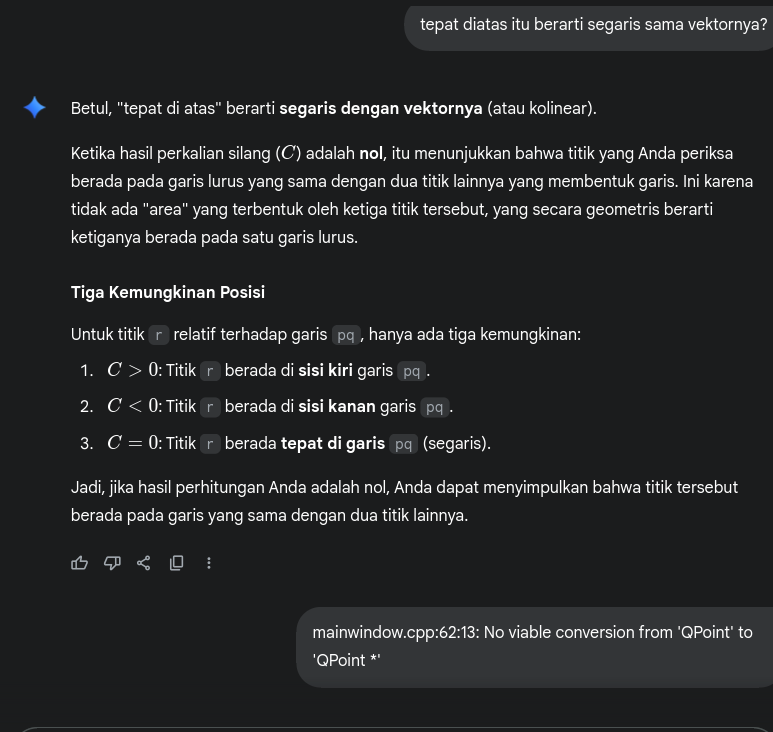 tepat diatas itu berarti segaris sama vektornya?
Betul, "tepat di atas" berarti segaris dengan vektornya (atau kolinear).
Ketika hasil perkalian silang (C) adalah nol, itu menunjukkan bahwa titik yang Anda periksa
berada pada garis lurus yang sama dengan dua titik lainnya yang membentuk garis. Ini karena
tidak ada "area" yang terbentuk oleh ketiga titik tersebut, yang secara geometris berarti
ketiganya berada pada satu garis lurus.
Tiga Kemungkinan Posisi
Untuk titik r relatif terhadap garis pq, hanya ada tiga kemungkinan:
1. C > 0: Titik r berada di sisi kiri garis pq.
2. C < 0: Titik r berada di sisi kanan garis pq.
3. C = 0: Titik r berada tepat di garis pq (segaris).
Jadi, jika hasil perhitungan Anda adalah nol, Anda dapat menyimpulkan bahwa titik tersebut
berada pada garis yang sama dengan dua titik lainnya.
mainwindow.cpp:62:13: No viable conversion from 'QPoint' to
'QPoint *'